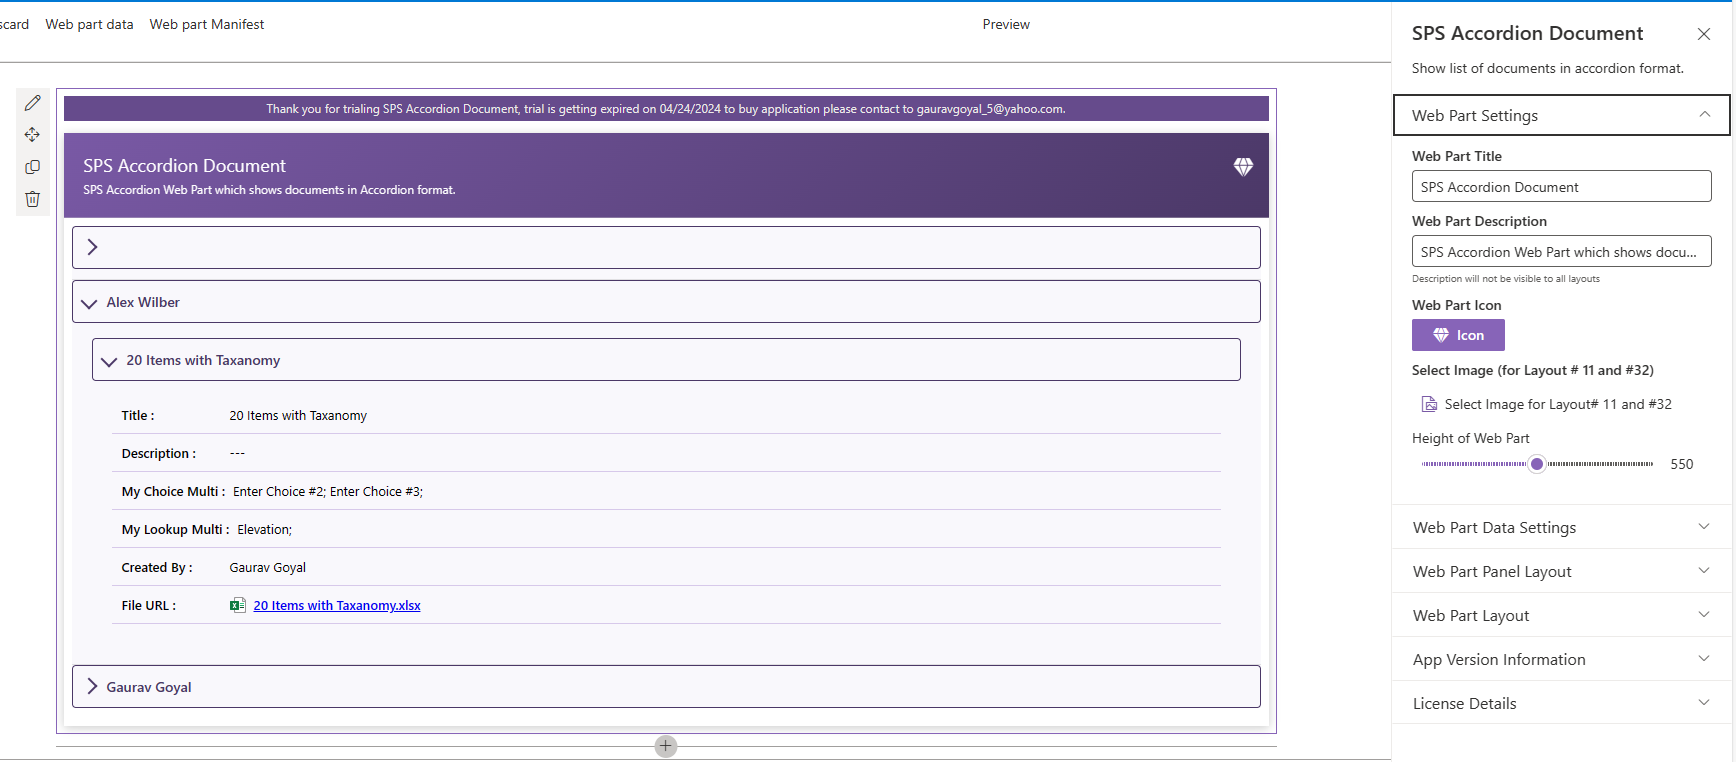 scard Web part data Web part Manifest Preview
Thank you for trialing SPS Accordion Document, trial is getting expired on 04/24/2024 to buy application please contact to gauravgoyal_5@yahoo.com.
SPS Accordion Document
SPS Accordion Web Part which shows documents in Accordion format.
Alex Wilber
20 Items with Taxanomy
Title : 20 Items with Taxanomy
Description : ---
My Choice Multi : Enter Choice #2; Enter Choice #3;
My Lookup Multi : Elevation;
Created By : Gaurav Goyal
File URL : 20 Items with Taxanomy.xlsx
Gaurav Goyal
SPS Accordion Document
Show list of documents in accordion format.
Web Part Settings
Web Part Title
SPS Accordion Document
Web Part Description
SPS Accordion Web Part which shows docu...
Description will not be visible to all layouts
Web Part Icon
Icon
Select Image (for Layout # 11 and #32)
Select Image for Layout# 11 and #32
Height of Web Part
550
Web Part Data Settings
Web Part Panel Layout
Web Part Layout
App Version Information
License Details